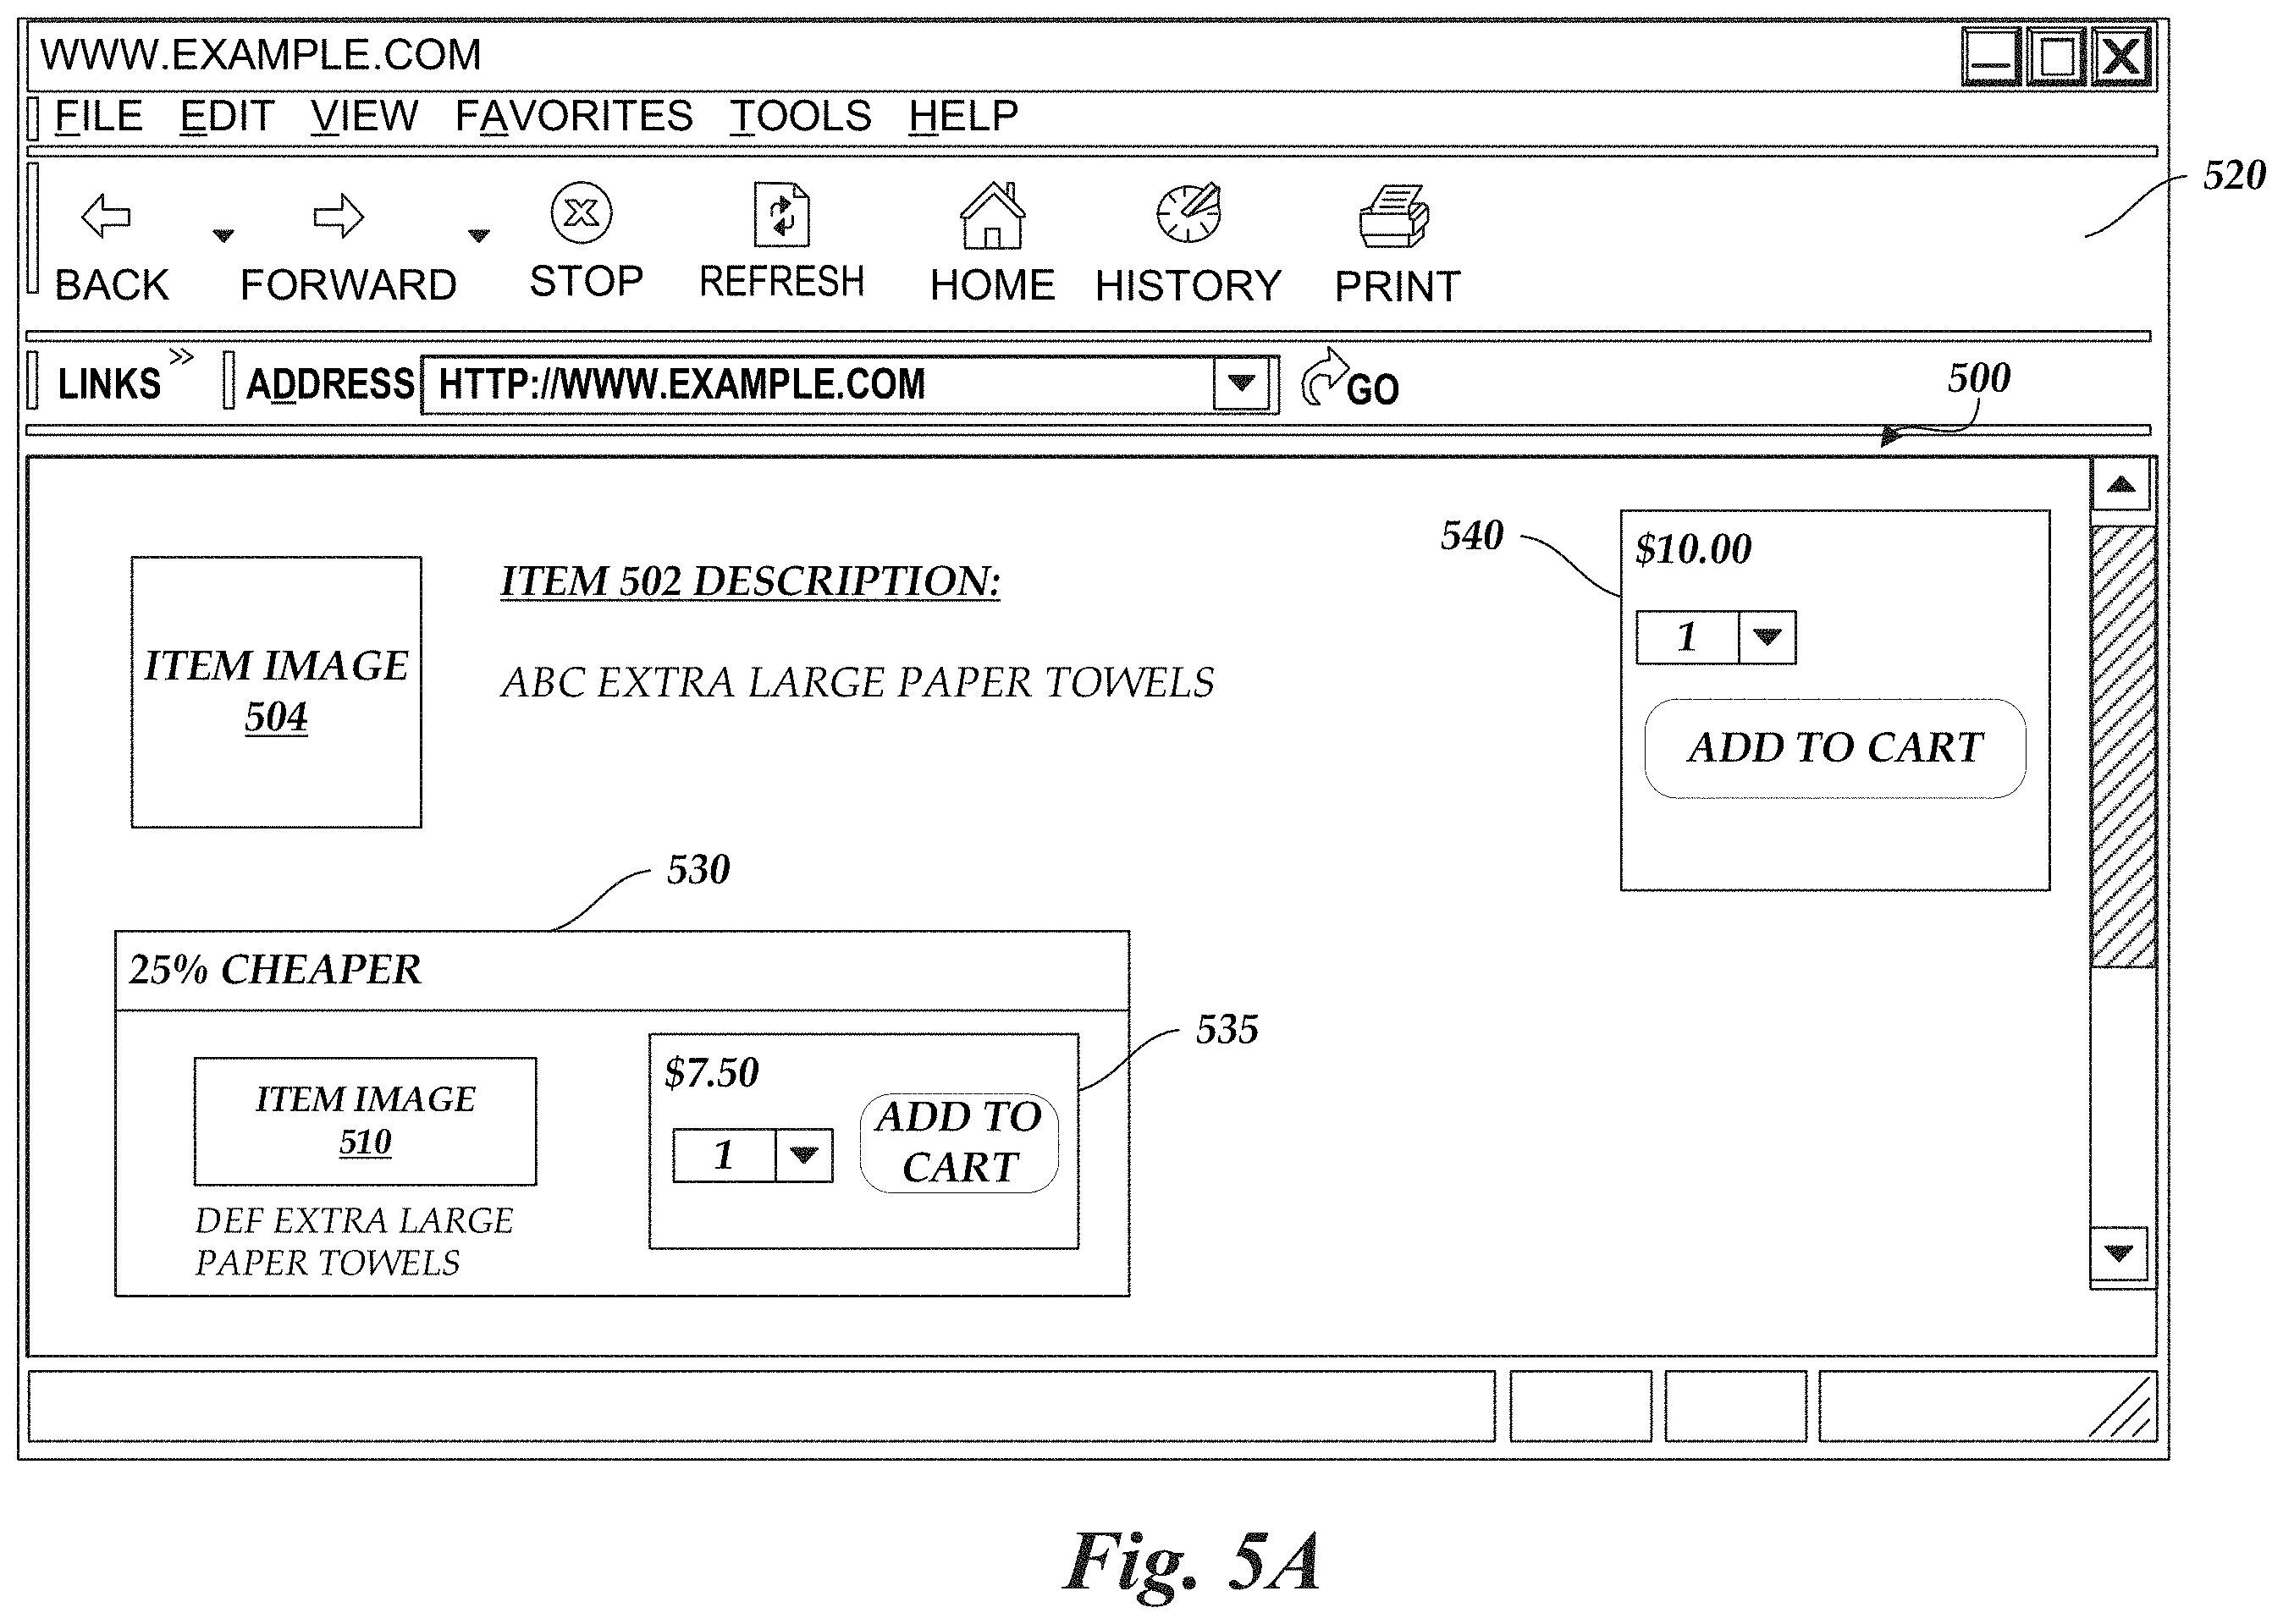 WWW.EXAMPLE.COM
FILE EDIT VIEW FAVORITES TOOLS HELP
520
BACK FORWARD STOP REFRESH HOME HISTORY PRINT
LINKS » ADDRESS HTTP://WWW.EXAMPLE.COM GO
500
540
$10.00
ITEM 502 DESCRIPTION:
1
ITEM IMAGE
504
ABC EXTRA LARGE PAPER TOWELS
ADD TO CART
530
25% CHEAPER
535
$7.50
ITEM IMAGE
510
1
ADD TO
CART
DEF EXTRA LARGE
PAPER TOWELS
Fig. 5A